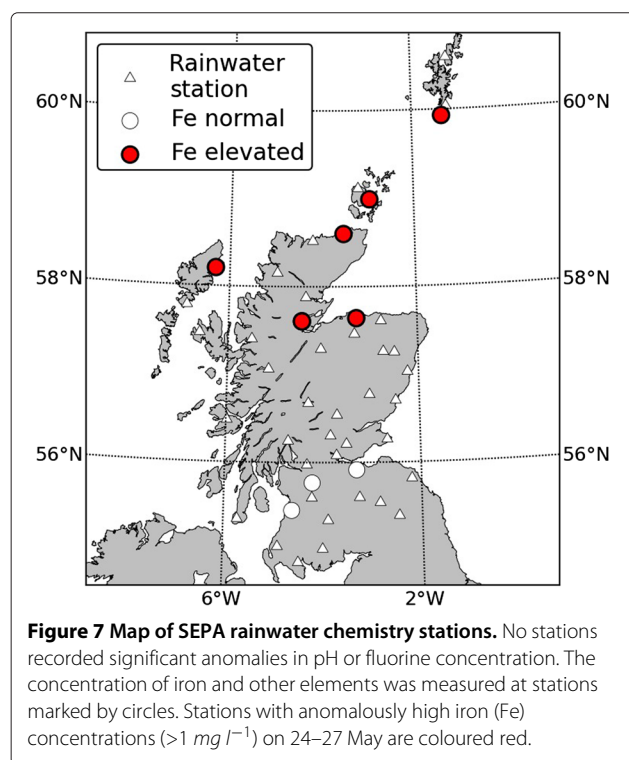 Rainwater
station
Fe normal
Fe elevated
60°N
60°N
58°N
58°N
56°N
56°N
6°W
2°W
Figure 7 Map of SEPA rainwater chemistry stations. No stations
recorded significant anomalies in pH or fluorine concentration. The
concentration of iron and other elements was measured at stations
marked by circles. Stations with anomalously high iron (Fe)
concentrations (>1 mg l−1) on 24–27 May are coloured red.